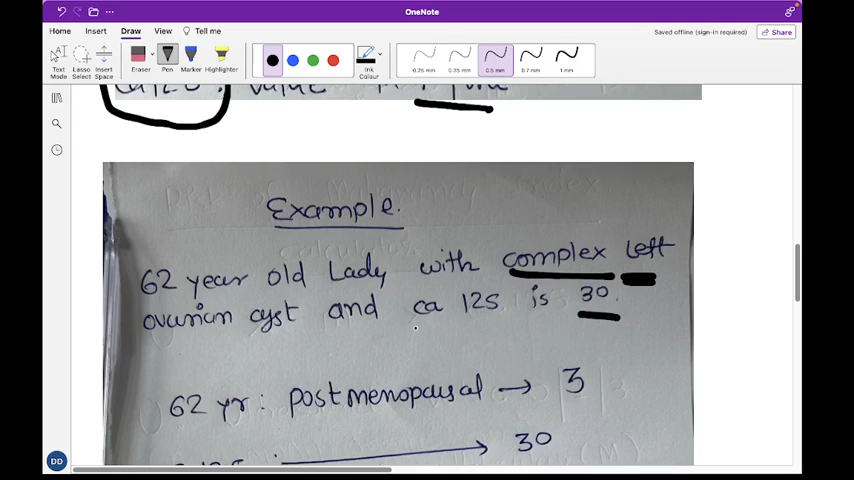 OneNote
Home Insert Draw View Tell me
Saved offline (sign-in required) Share
Text Mode
Lasso Select
Insert Space
Eraser
Pen
Marker
Highlighter
Ink Colour
0.25 mm 0.35 mm 0.5 mm 0.7 mm 1 mm
value
Example.
62 year old Lady with complex left
ovarian cyst and ca 125 is 30.
62 yr: postmenopausal → 3
30
DD